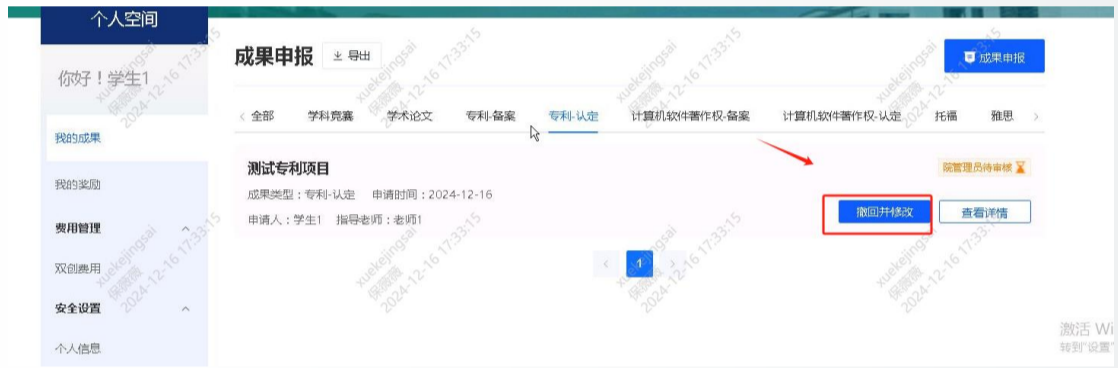 个人空间
你好！学生1
我的成果
我的奖励
费用管理
双创费用
安全设置
个人信息
成果申报
导出
成果申报
全部 学科竞赛 学术论文 专利-备案 专利-认定 计算机软件著作权-备案 计算机软件著作权-认定 托福 雅思
测试专利项目
院管理员待审核
成果类型：专利-认定 申请时间：2024-12-16
申请人：学生1 指导老师：老师1
撤回并修改 查看详情
1
激活 Wi
转到"设置"
xuekejingsai
2024-12-16 17:33:15